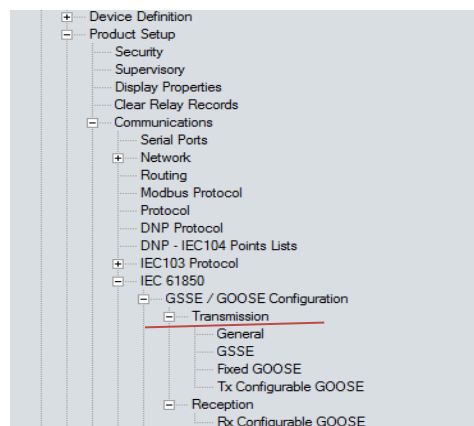 Device Definition
Product Setup
Security
Supervisory
Display Properties
Clear Relay Records
Communications
Serial Ports
Network
Routing
Modbus Protocol
Protocol
DNP Protocol
DNP - IEC104 Points Lists
IEC103 Protocol
IEC 61850
GSSE / GOOSE Configuration
Transmission
General
GSSE
Fixed GOOSE
Tx Configurable GOOSE
Reception
Rx Configurable GOOSE